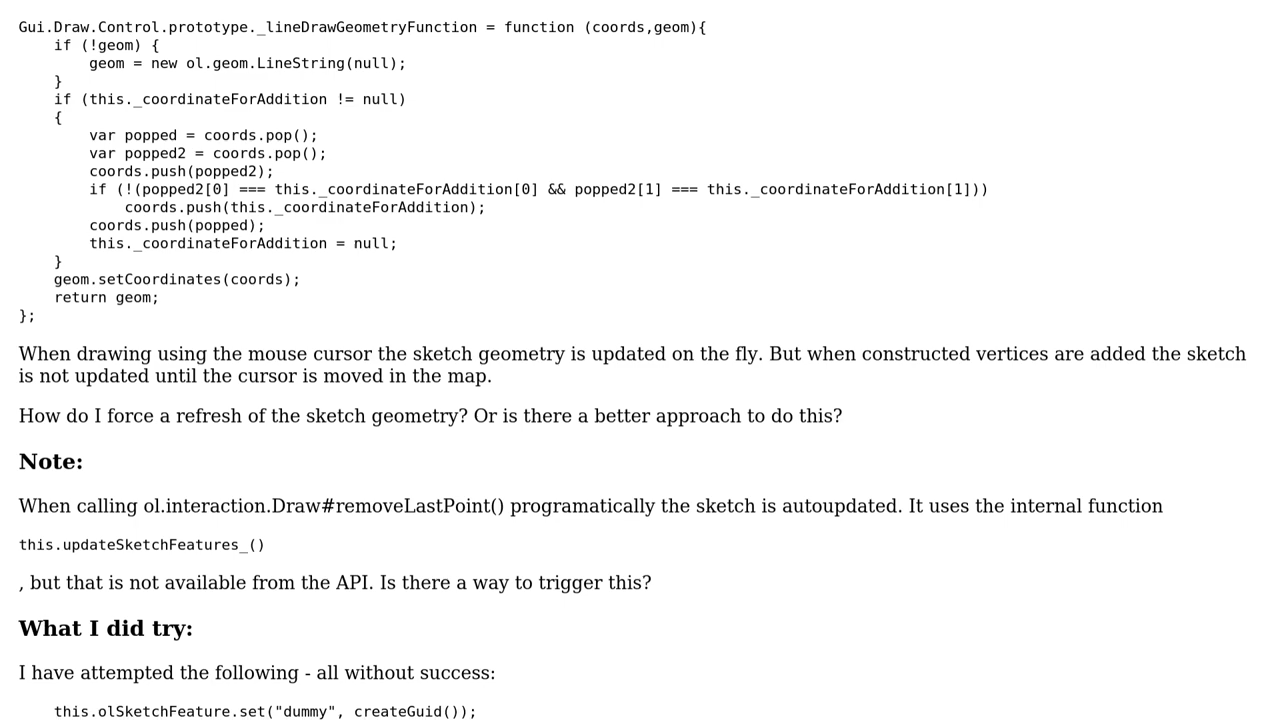 Gui.Draw.Control.prototype._lineDrawGeometryFunction = function (coords,geom){
    if (!geom) {
        geom = new ol.geom.LineString(null);
    }
    if (this._coordinateForAddition != null)
    {
        var popped = coords.pop();
        var popped2 = coords.pop();
        coords.push(popped2);
        if (!(popped2[0] === this._coordinateForAddition[0] && popped2[1] === this._coordinateForAddition[1]))
            coords.push(this._coordinateForAddition);
        coords.push(popped);
        this._coordinateForAddition = null;
    }
    geom.setCoordinates(coords);
    return geom;
};
When drawing using the mouse cursor the sketch geometry is updated on the fly. But when constructed vertices are added the sketch
is not updated until the cursor is moved in the map.
How do I force a refresh of the sketch geometry? Or is there a better approach to do this?
Note:
When calling ol.interaction.Draw#removeLastPoint() programatically the sketch is autoupdated. It uses the internal function
this.updateSketchFeatures_()
, but that is not available from the API. Is there a way to trigger this?
What I did try:
I have attempted the following - all without success:
    this.olSketchFeature.set("dummy", createGuid());